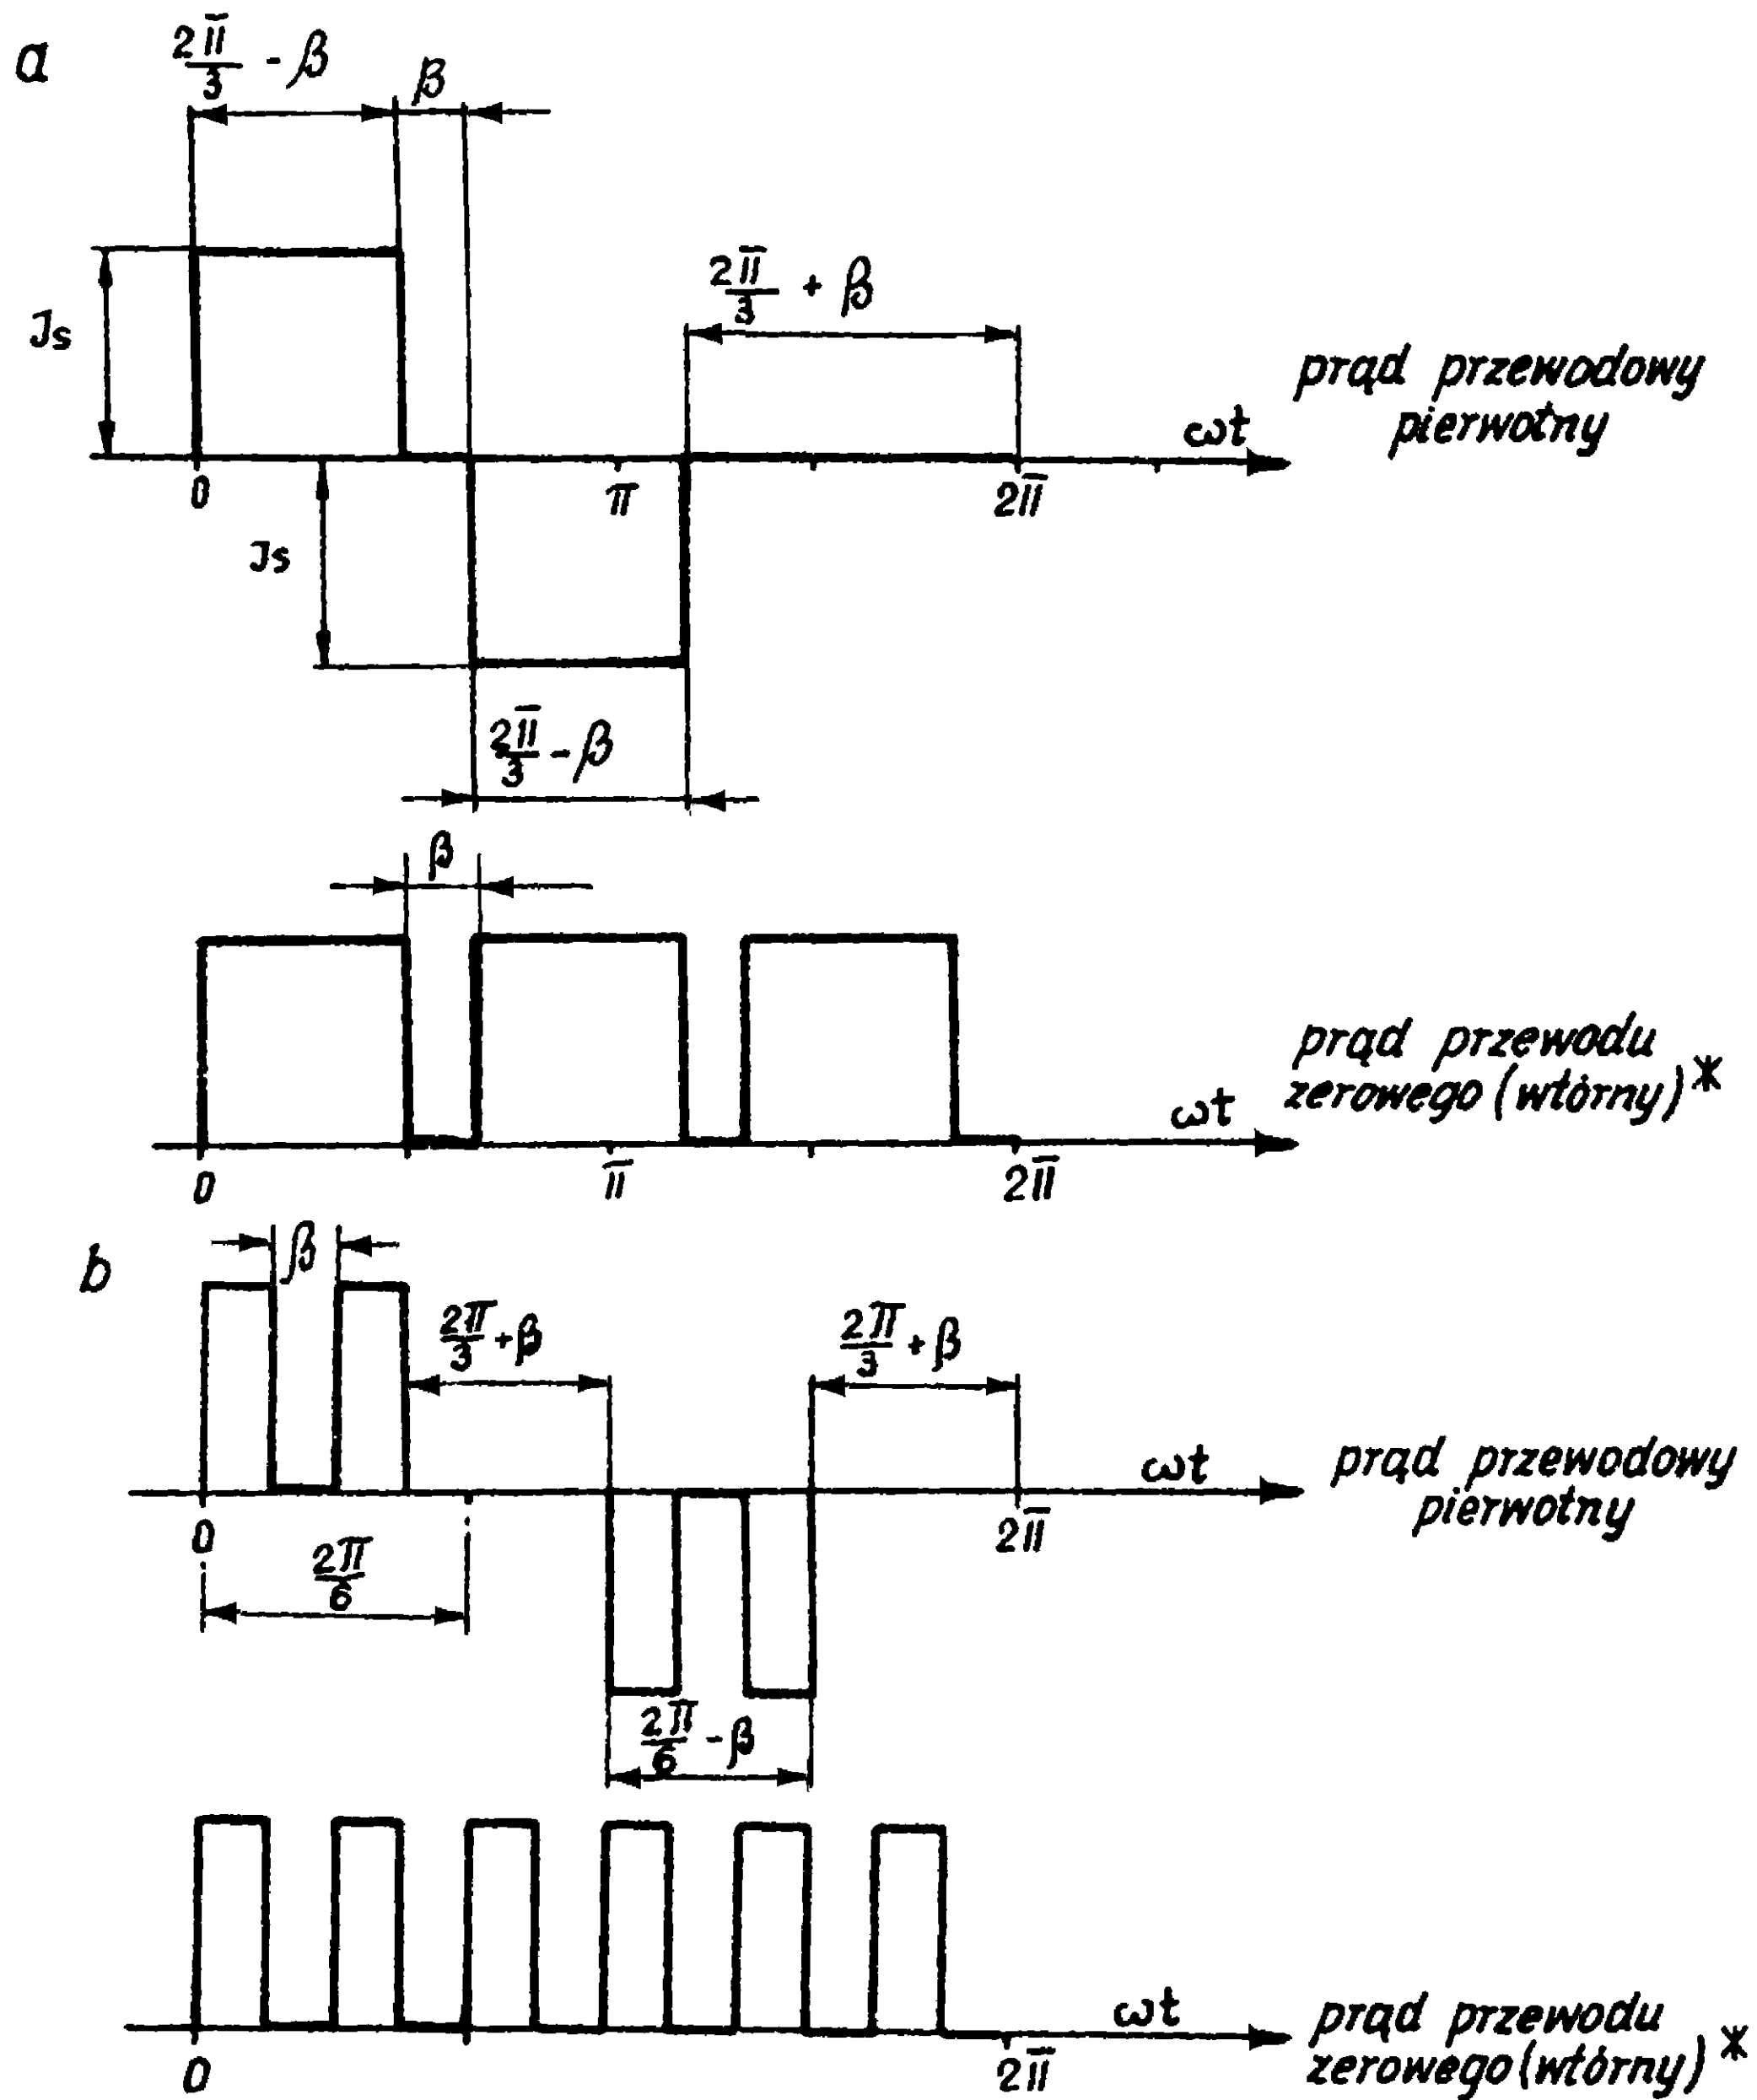 a
2π/3 - β
β
Js
2π/3 + β
prąd przewodowy
pierwotny
ωt
0
π
2π
Js
2π/3 - β
β
prąd przewodu
zerowego (wtórny)*
ωt
0
π
2π
b
β
2π/3 + β
2π/3 + β
ωt
prąd przewodowy
pierwotny
0
2π
2π/6
2π/6 - β
ωt
prąd przewodu
zerowego (wtórny)*
0
2π